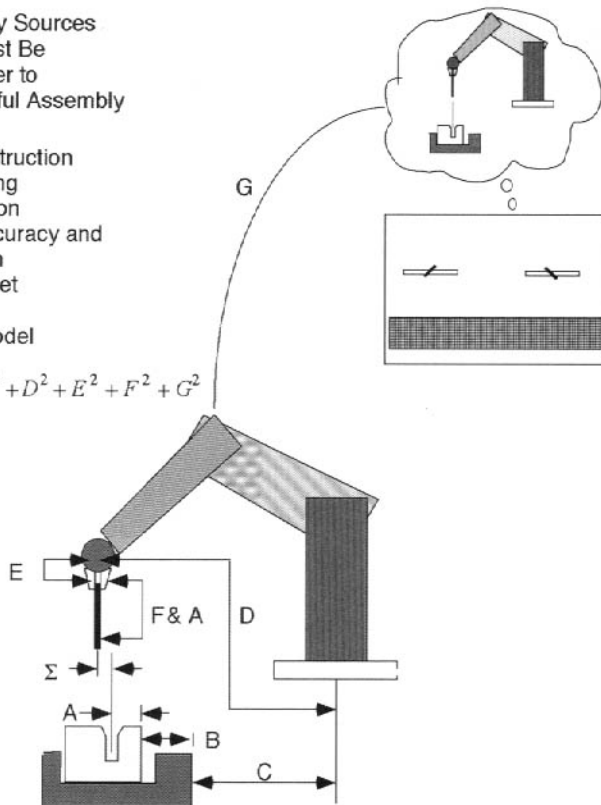 y Sources
st Be
er to
ful Assembly
truction
ng
on
curacy and
n
et
odel
+D² +E² +F² +G²
G
E
F & A
D
Σ
A
B
C